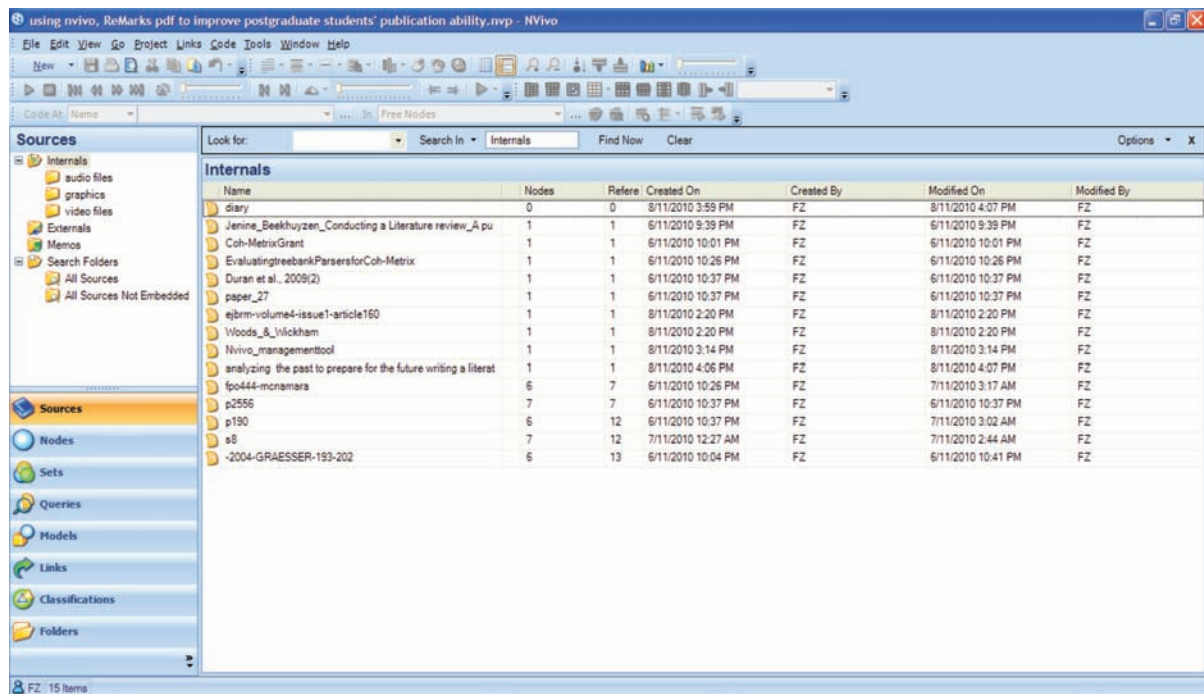 using nvivo, ReMarks pdf to improve postgraduate students' publication ability.nvp - NVivo
File Edit View Go Project Links Code Tools Window Help
New
Code At Name ... In Free Nodes ...
Sources
Internals
audio files
graphics
video files
Externals
Memos
Search Folders
All Sources
All Sources Not Embedded
Sources
Nodes
Sets
Queries
Models
Links
Classifications
Folders
Look for: Search In Internals Find Now Clear Options x
Internals
Name Nodes Refere Created On Created By Modified On Modified By
diary 0 0 8/11/2010 3:59 PM FZ 8/11/2010 4:07 PM FZ
Jenine_Beekhuyzen_Conducting a Literature review_A pu 1 1 6/11/2010 9:39 PM FZ 6/11/2010 9:39 PM FZ
Coh-MetrixGrant 1 1 6/11/2010 10:01 PM FZ 6/11/2010 10:01 PM FZ
EvaluatingtreebankParsersforCoh-Metrix 1 1 6/11/2010 10:26 PM FZ 6/11/2010 10:26 PM FZ
Duran et al., 2009(2) 1 1 6/11/2010 10:37 PM FZ 6/11/2010 10:37 PM FZ
paper_27 1 1 6/11/2010 10:37 PM FZ 6/11/2010 10:37 PM FZ
ejbrm-volume4-issue1-article160 1 1 8/11/2010 2:20 PM FZ 8/11/2010 2:20 PM FZ
Woods_&_Wickham 1 1 8/11/2010 2:20 PM FZ 8/11/2010 2:20 PM FZ
Nvivo_managementtool 1 1 8/11/2010 3:14 PM FZ 8/11/2010 3:14 PM FZ
analyzing the past to prepare for the future writing a literat 1 1 8/11/2010 4:06 PM FZ 8/11/2010 4:07 PM FZ
fpo444-mcnamara 6 7 6/11/2010 10:26 PM FZ 7/11/2010 3:17 AM FZ
p2556 7 7 6/11/2010 10:37 PM FZ 6/11/2010 10:37 PM FZ
p190 6 12 6/11/2010 10:37 PM FZ 7/11/2010 3:02 AM FZ
s8 7 12 7/11/2010 12:27 AM FZ 7/11/2010 2:44 AM FZ
-2004-GRAESSER-193-202 6 13 6/11/2010 10:04 PM FZ 6/11/2010 10:41 PM FZ
FZ 15 Items